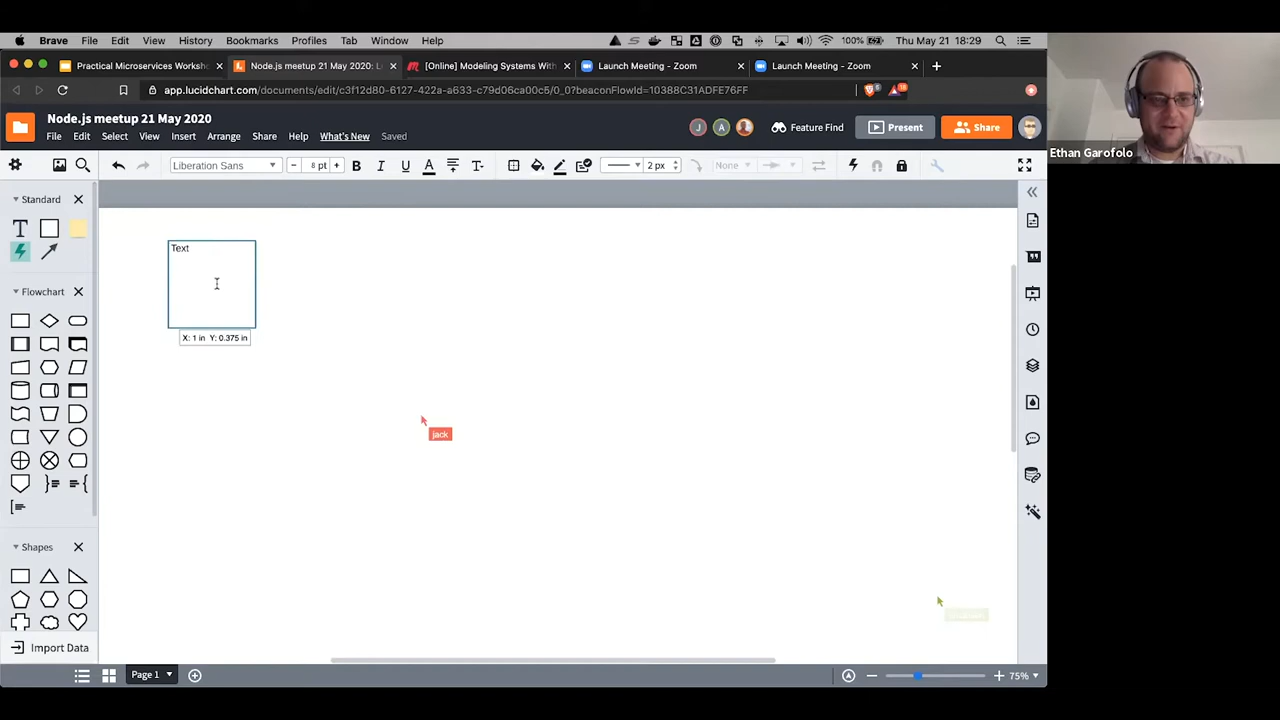 Brave File Edit View History Bookmarks Profiles Tab Window Help 100% Thu May 21 18:29
Practical Microservices Worksho Node.js meetup 21 May 2020: L [Online] Modeling Systems With Launch Meeting - Zoom Launch Meeting - Zoom
app.lucidchart.com/documents/edit/c3f12d80-6127-422a-a633-c79d06ca00c5/0_0?beaconFlowId=10388C31ADFE76FF
Node.js meetup 21 May 2020
File Edit Select View Insert Arrange Share Help What's New Saved
J A Feature Find Present Share
Ethan Garofolo
Liberation Sans 8 pt B I U A T 2 px None
Standard
T
Text
Flowchart
X: 1 in Y: 0.375 in
jack
Shapes
Import Data
Page 1 75%